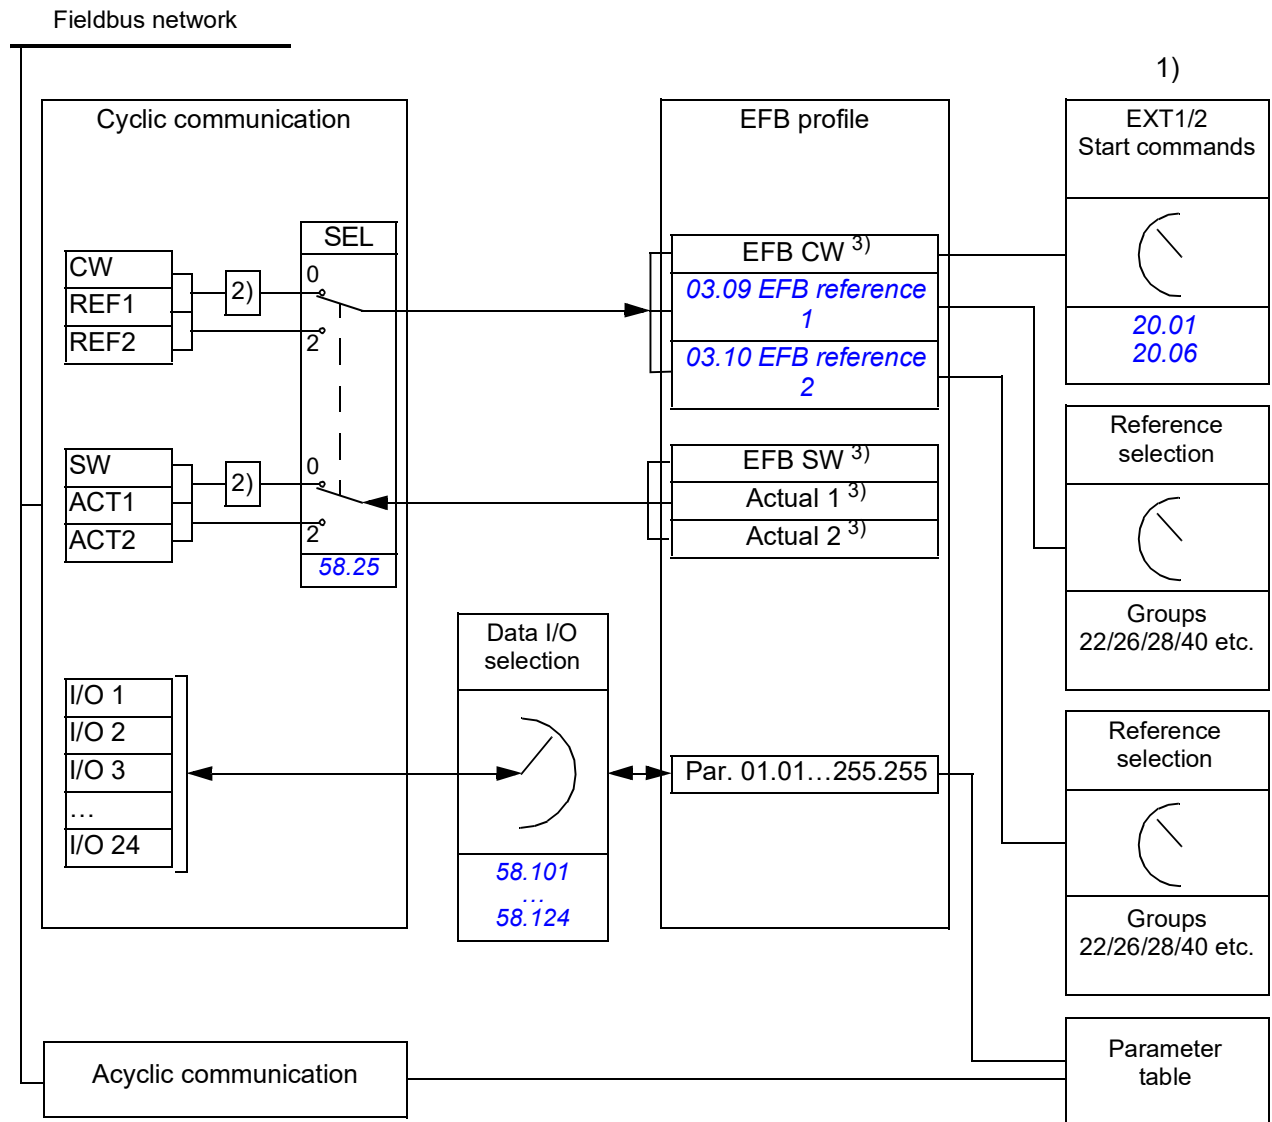 Fieldbus network
1)
Cyclic communication
EFB profile
EXT1/2
Start commands
SEL
CW
REF1
REF2
2)
0
2
EFB CW 3)
03.09 EFB reference
1
03.10 EFB reference
2
20.01
20.06
SW
ACT1
ACT2
2)
0
2
58.25
EFB SW 3)
Actual 1 3)
Actual 2 3)
Reference
selection
Groups
22/26/28/40 etc.
Data I/O
selection
58.101
…
58.124
I/O 1
I/O 2
I/O 3
…
I/O 24
Par. 01.01…255.255
Reference
selection
Groups
22/26/28/40 etc.
Acyclic communication
Parameter
table